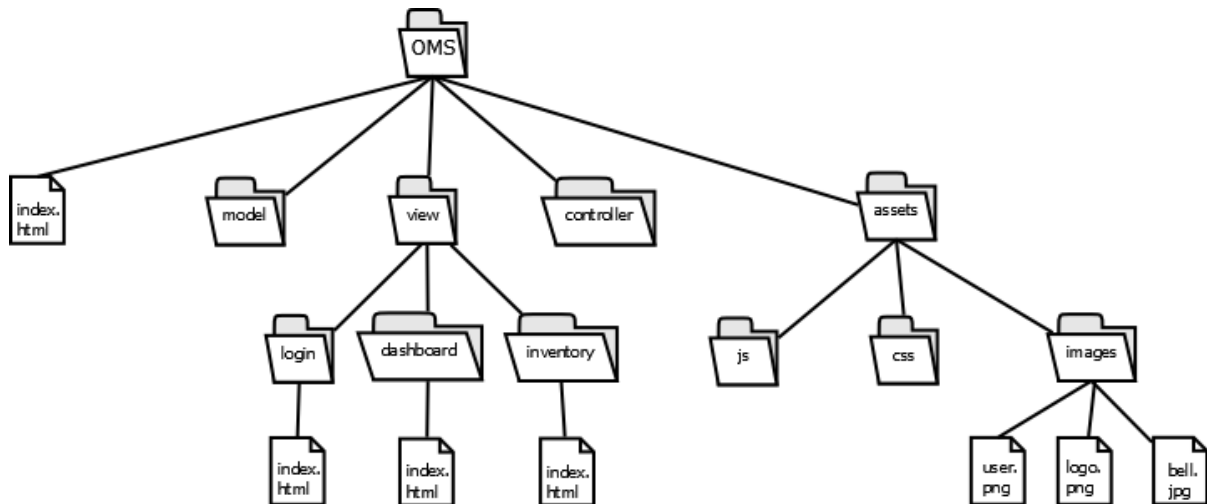 OMS
index.
html
model
view
controller
assets
login
dashboard
inventory
js
css
images
index.
html
index.
html
index.
html
user.
png
logo.
png
bell.
jpg